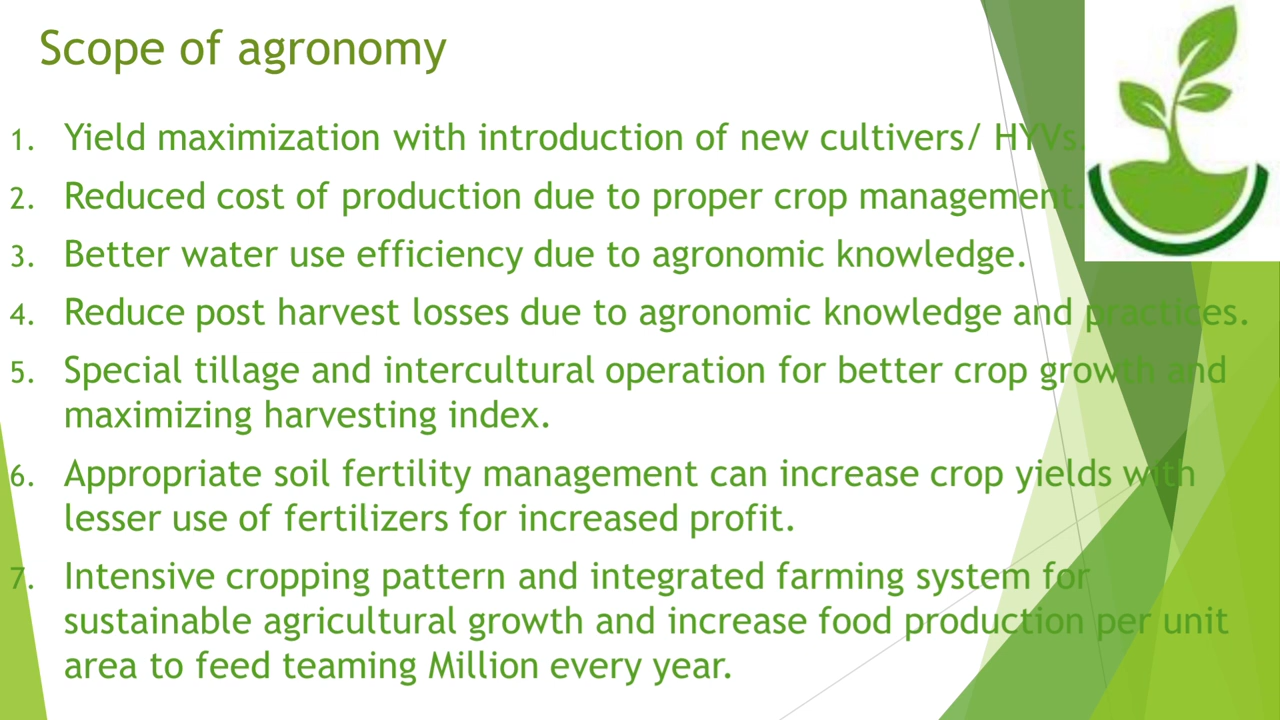 Scope of agronomy
1. Yield maximization with introduction of new cultivers/ HYVs.
2. Reduced cost of production due to proper crop management.
3. Better water use efficiency due to agronomic knowledge.
4. Reduce post harvest losses due to agronomic knowledge and practices.
5. Special tillage and intercultural operation for better crop growth and
maximizing harvesting index.
6. Appropriate soil fertility management can increase crop yields with
lesser use of fertilizers for increased profit.
7. Intensive cropping pattern and integrated farming system for
sustainable agricultural growth and increase food production per unit
area to feed teaming Million every year.